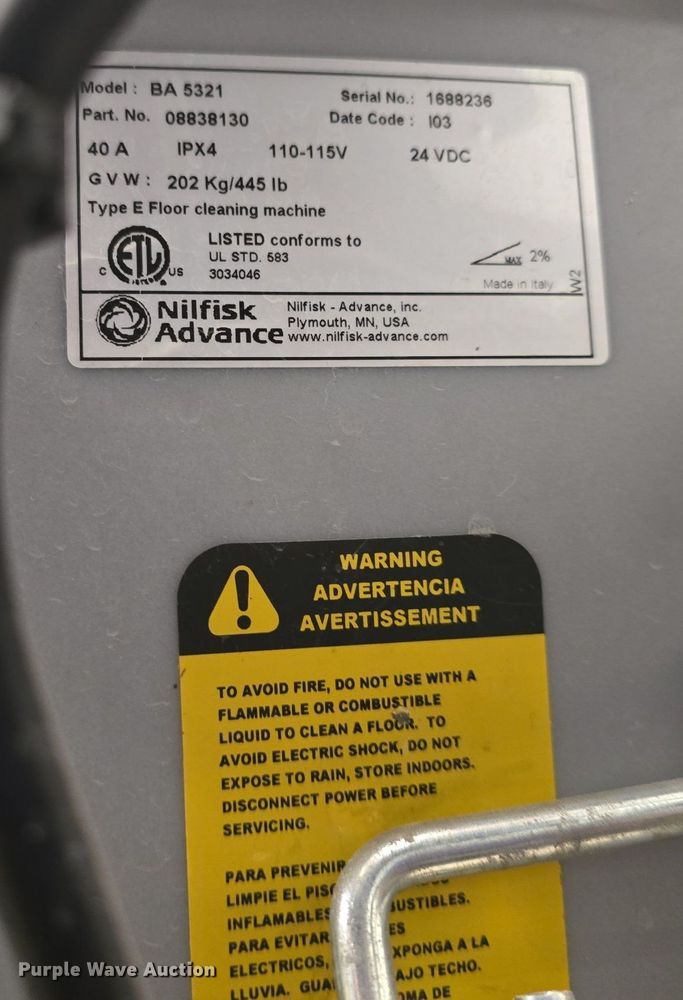 Model : BA 5321 Serial No.: 1688236
Part. No. 08838130 Date Code : I03
40 A IPX4 110-115V 24 VDC
G V W : 202 Kg/445 lb
Type E Floor cleaning machine
LISTED conforms to
C ETL US UL STD. 583
3034046
MAX 2%
Made in Italy
W2
Nilfisk
Advance
Nilfisk - Advance, inc.
Plymouth, MN, USA
www.nilfisk-advance.com
WARNING
ADVERTENCIA
AVERTISSEMENT
TO AVOID FIRE, DO NOT USE WITH A
FLAMMABLE OR COMBUSTIBLE
LIQUID TO CLEAN A FLOOR. TO
AVOID ELECTRIC SHOCK, DO NOT
EXPOSE TO RAIN, STORE INDOORS.
DISCONNECT POWER BEFORE
SERVICING.
PARA PREVENIR
LIMPIE EL
INFLAMABLES
PARA EVITAR
ELECTRICOS, A LA
LLUVIA. TECHO.
DE
Purple Wave Auction